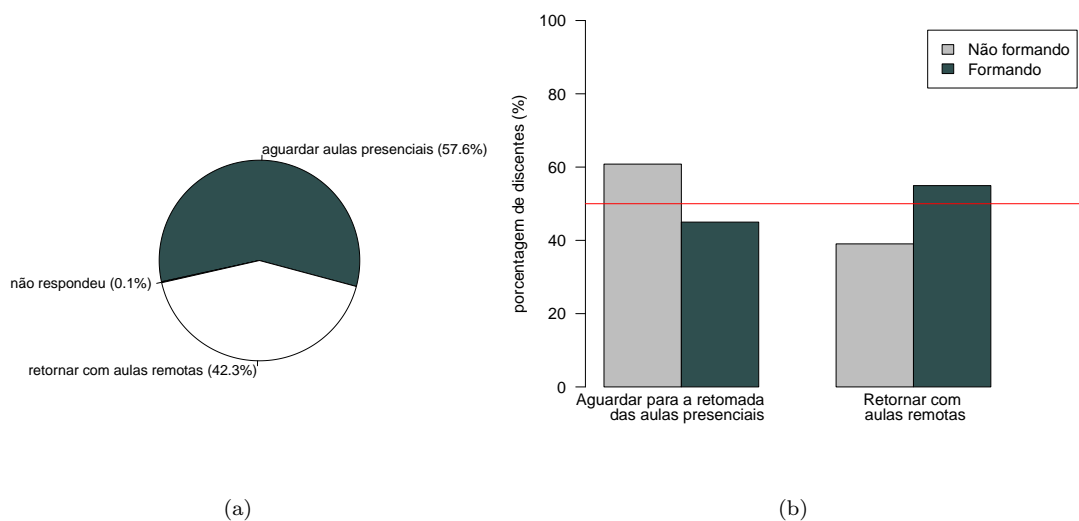 aguardar aulas presenciais (57.6%)
não respondeu (0.1%)
retornar com aulas remotas (42.3%)
(a)
porcentagem de discentes (%)
100
80
60
40
20
0
Não formando
Formando
Aguardar para a retomada
das aulas presenciais
Retornar com
aulas remotas
(b)